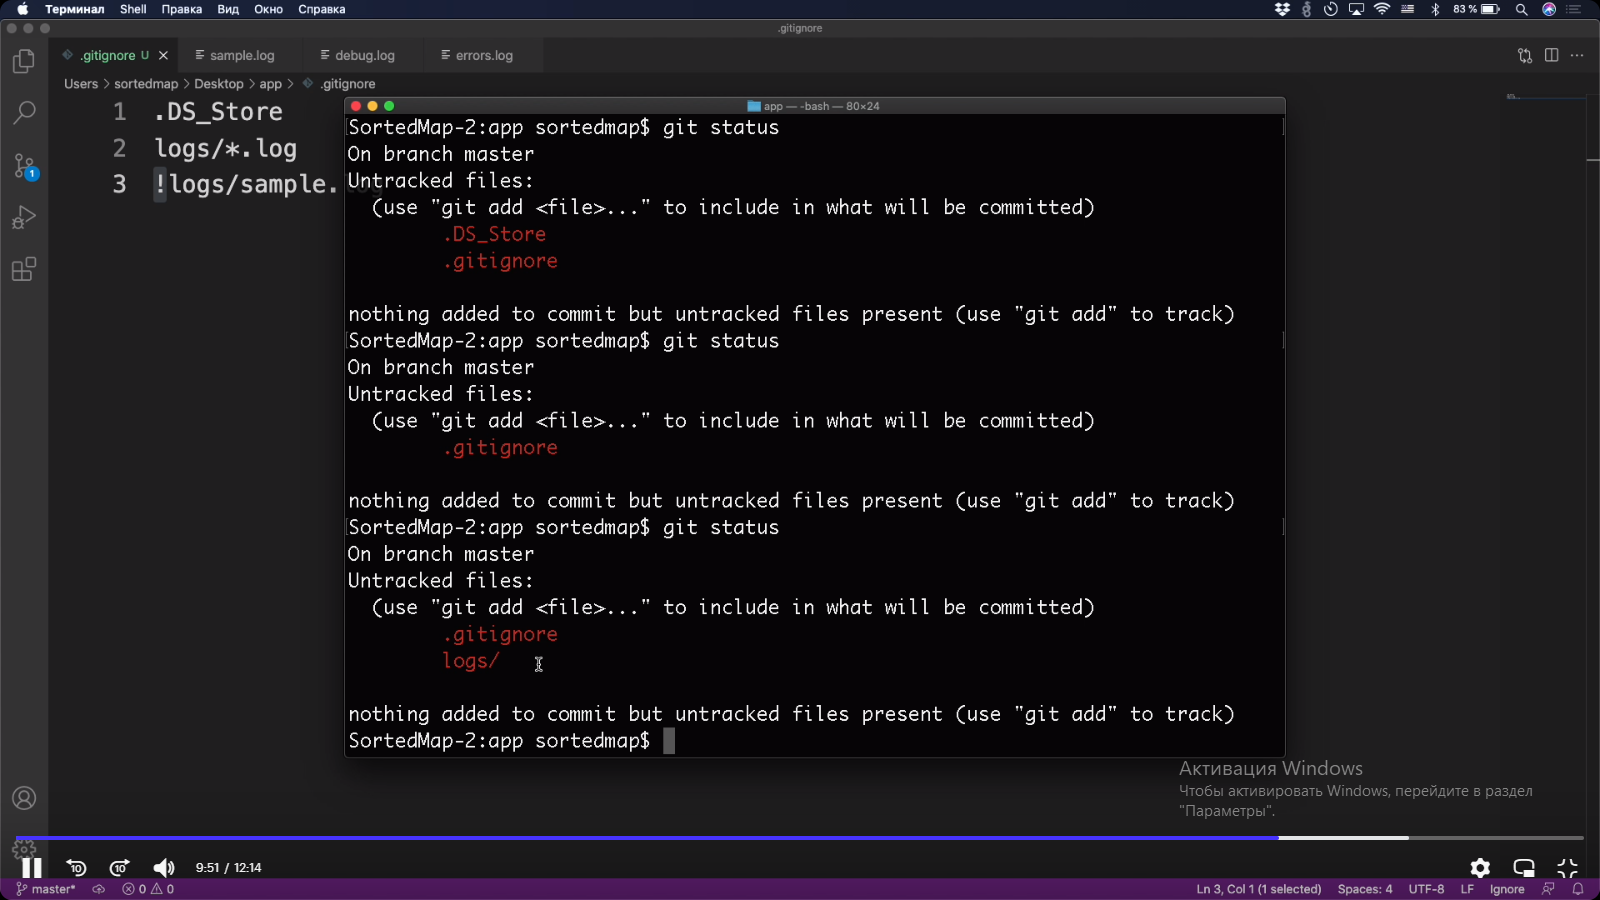 Терминал Shell Правка Вид Окно Справка 83 %
.gitignore
.gitignore U sample.log debug.log errors.log
Users > sortedmap > Desktop > app > .gitignore
1 .DS_Store
2 logs/*.log
3 !logs/sample.
app — -bash — 80×24
SortedMap-2:app sortedmap$ git status
On branch master
Untracked files:
(use "git add <file>..." to include in what will be committed)
.DS_Store
.gitignore
nothing added to commit but untracked files present (use "git add" to track)
SortedMap-2:app sortedmap$ git status
On branch master
Untracked files:
(use "git add <file>..." to include in what will be committed)
.gitignore
nothing added to commit but untracked files present (use "git add" to track)
SortedMap-2:app sortedmap$ git status
On branch master
Untracked files:
(use "git add <file>..." to include in what will be committed)
.gitignore
logs/
nothing added to commit but untracked files present (use "git add" to track)
SortedMap-2:app sortedmap$
1
Активация Windows
Чтобы активировать Windows, перейдите в раздел
"Параметры".
10 10 9:51 / 12:14
master* 0 0 Ln 3, Col 1 (1 selected) Spaces: 4 UTF-8 LF Ignore